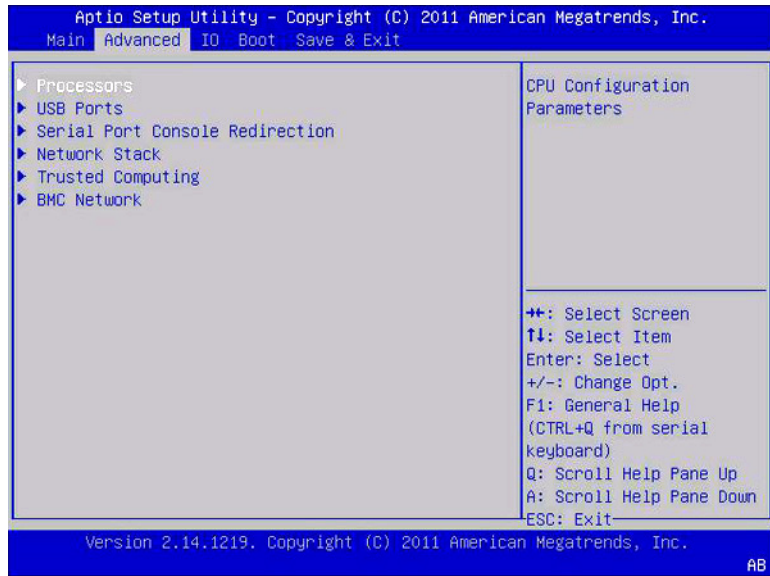 Aptio Setup Utility – Copyright (C) 2011 American Megatrends, Inc.
Main Advanced IO Boot Save & Exit
Processors
USB Ports
Serial Port Console Redirection
Network Stack
Trusted Computing
BMC Network
CPU Configuration
Parameters
→←: Select Screen
↑↓: Select Item
Enter: Select
+/-: Change Opt.
F1: General Help
(CTRL+Q from serial
keyboard)
Q: Scroll Help Pane Up
A: Scroll Help Pane Down
ESC: Exit
Version 2.14.1219. Copyright (C) 2011 American Megatrends, Inc.
AB